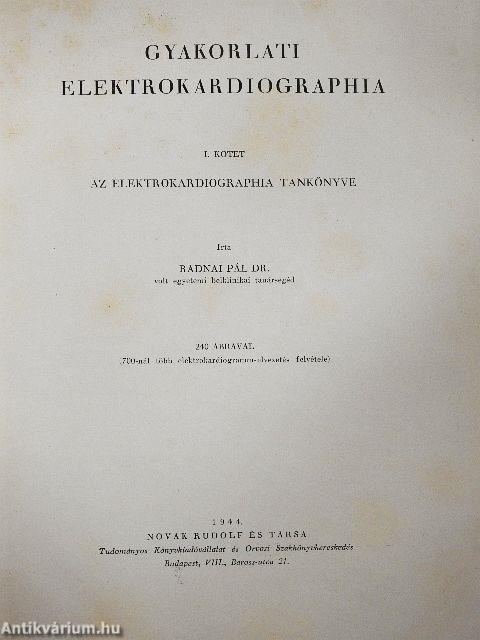 GYAKORLATI
ELEKTROKARDIOGRAPHIA
I. KÖTET
AZ ELEKTROKARDIOGRAPHIA TANKÖNYVE
Írta
RADNAI PÁL DR.
volt egyetemi belklinikai tanársegéd
240 ÁBRÁVAL
(700-nál több elektrokardiogramm-elvezetés felvétele)
1944
NOVÁK RUDOLF ÉS TÁRSA
Tudományos Könyvkiadóvállalat és Orvosi Szakkönyvkereskedés
Budapest, VIII., Baross-utca 21.
Antikvárium.hu